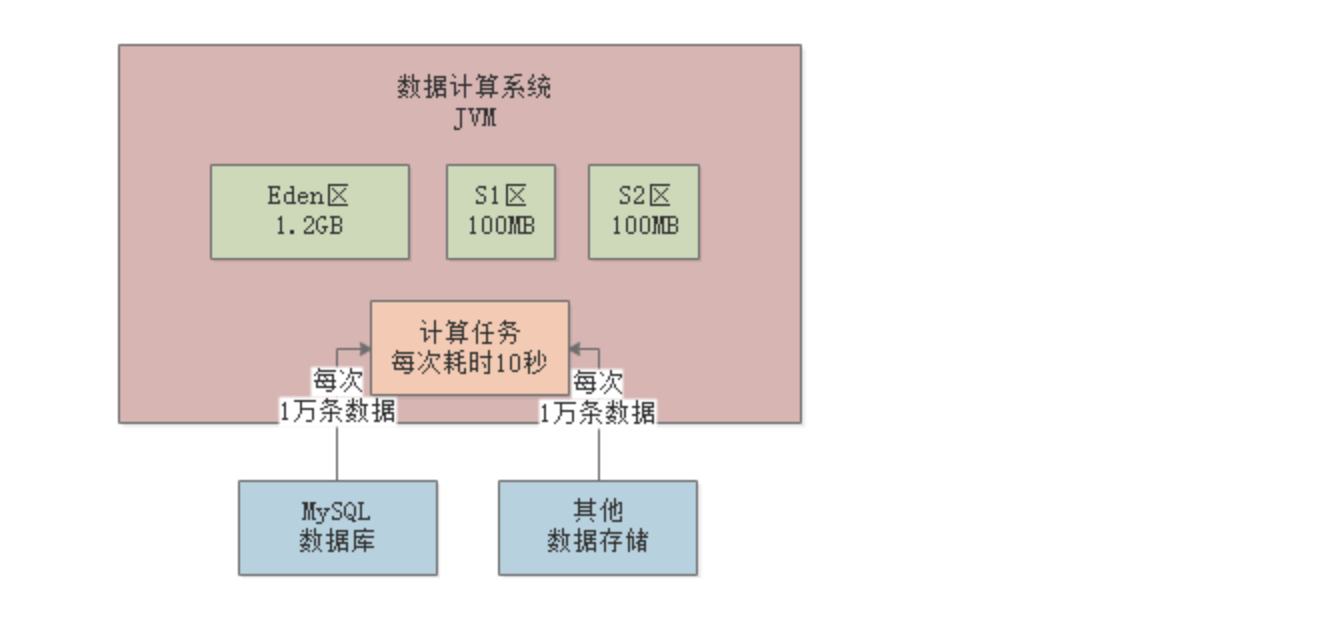 数据计算系统
JVM
Eden区
1.2GB
S1区
100MB
S2区
100MB
计算任务
每次耗时10秒
每次
1万条数据
每次
1万条数据
MySQL
数据库
其他
数据存储